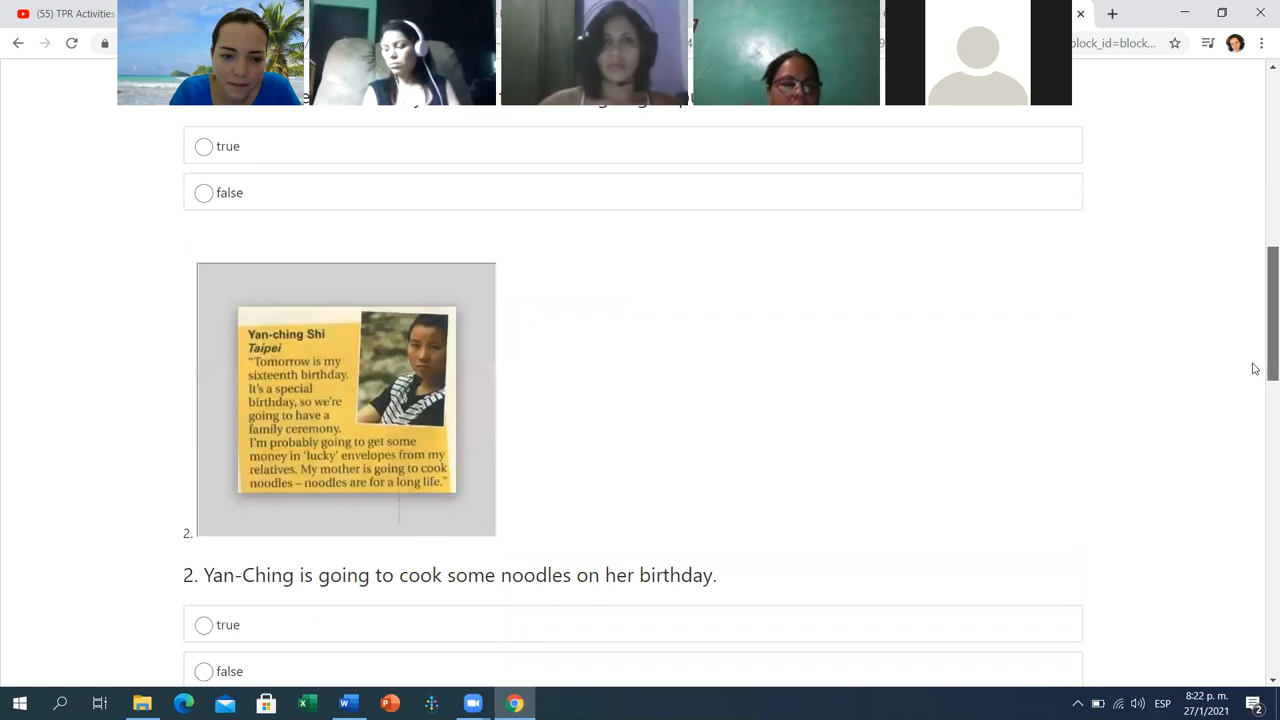 (55) TPR Activities
block_id=block...
true
false
Yan-ching Shi
Taipei
"Tomorrow is my
sixteenth birthday.
It's a special
birthday, so we're
going to have a
family ceremony.
I'm probably going to get some
money in 'lucky' envelopes from my
relatives. My mother is going to cook
noodles – noodles are for a long life."
2.
2. Yan-Ching is going to cook some noodles on her birthday.
true
false
ESP
8:22 p. m.
27/1/2021
2